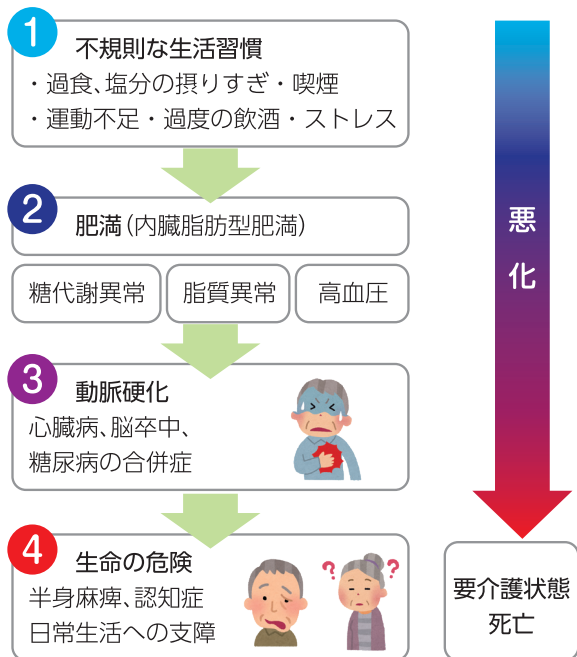 1
不規則な生活習慣
・過食、塩分の摂りすぎ・喫煙
・運動不足・過度の飲酒・ストレス
2
肥満(内臓脂肪型肥満)
糖代謝異常
脂質異常
高血圧
3
動脈硬化
心臓病、脳卒中、
糖尿病の合併症
4
生命の危険
半身麻痺、認知症
日常生活への支障
? ?
悪化
要介護状態
死亡